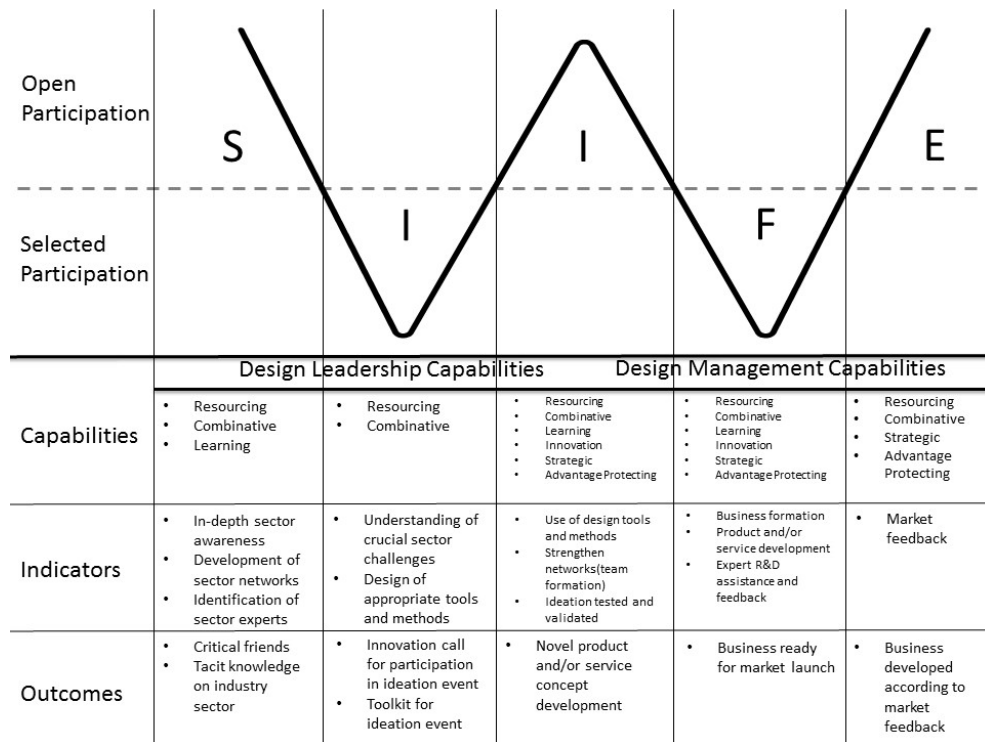 Open
Participation
S
I
E
Selected
Participation
I
F
Design Leadership Capabilities
Design Management Capabilities
Capabilities
• Resourcing
• Combinative
• Learning
• Resourcing
• Combinative
• Resourcing
• Combinative
• Learning
• Innovation
• Strategic
• Advantage Protecting
• Resourcing
• Combinative
• Learning
• Innovation
• Strategic
• Advantage Protecting
• Resourcing
• Combinative
• Strategic
• Advantage
Protecting
Indicators
• In-depth sector
awareness
• Development of
sector networks
• Identification of
sector experts
• Understanding of
crucial sector
challenges
• Design of
appropriate tools
and methods
• Use of design tools
and methods
• Strengthen
networks(team
formation)
• Ideation tested and
validated
• Business formation
• Product and/or
service development
• Expert R&D
assistance and
feedback
• Market
feedback
Outcomes
• Critical friends
• Tacit knowledge
on industry
sector
• Innovation call
for participation
in ideation event
• Toolkit for
ideation event
• Novel product
and/or service
concept
development
• Business ready
for market launch
• Business
developed
according to
market
feedback